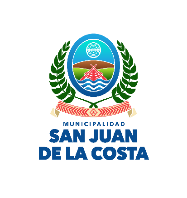 MUNICIPALIDAD
SAN JUAN
DE LA COSTA